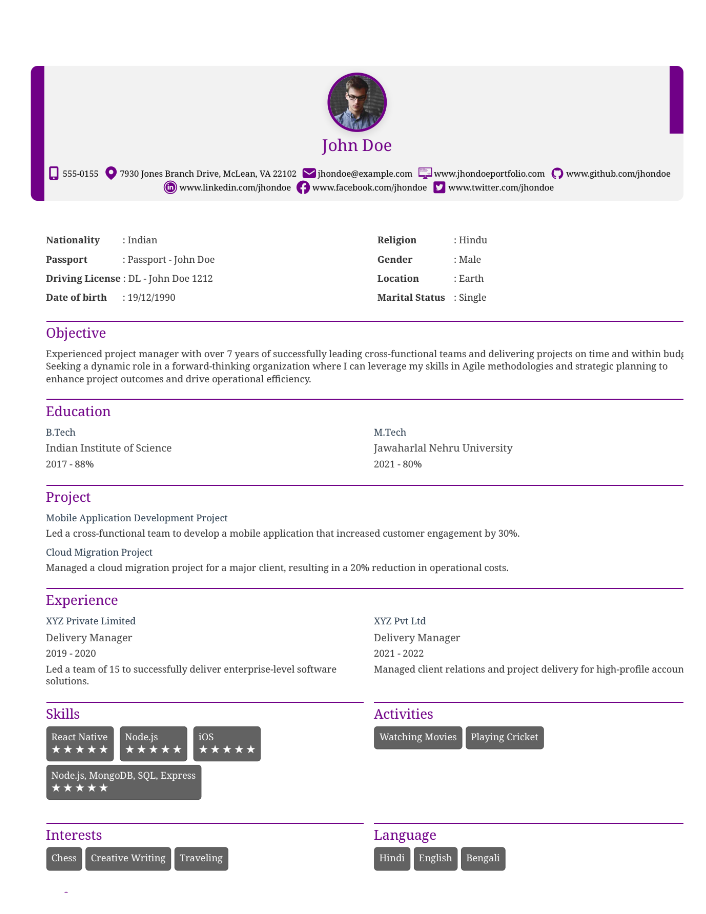 John Doe
555-0155 7930 Jones Branch Drive, McLean, VA 22102 jhondoe@example.com www.jhondoeportfolio.com www.github.com/jhondoe
www.linkedin.com/jhondoe www.facebook.com/jhondoe www.twitter.com/jhondoe
Nationality : Indian
Religion : Hindu
Passport : Passport - John Doe
Gender : Male
Driving License : DL - John Doe 1212
Location : Earth
Date of birth : 19/12/1990
Marital Status : Single
Objective
Experienced project manager with over 7 years of successfully leading cross-functional teams and delivering projects on time and within
Seeking a dynamic role in a forward-thinking organization where I can leverage my skills in Agile methodologies and strategic planning to
enhance project outcomes and drive operational efficiency.
Education
B.Tech
Indian Institute of Science
2017 - 88%
M.Tech
Jawaharlal Nehru University
2021 - 80%
Project
Mobile Application Development Project
Led a cross-functional team to develop a mobile application that increased customer engagement by 30%.
Cloud Migration Project
Managed a cloud migration project for a major client, resulting in a 20% reduction in operational costs.
Experience
XYZ Private Limited
Delivery Manager
2019 - 2020
Led a team of 15 to successfully deliver enterprise-level software
solutions.
XYZ Pvt Ltd
Delivery Manager
2021 - 2022
Managed client relations and project delivery for high-profile accoun
Skills
React Native
★★★★★
Node.js
★★★★★
iOS
★★★★★
Node.js, MongoDB, SQL, Express
★★★★★
Activities
Watching Movies
Playing Cricket
Interests
Chess
Creative Writing
Traveling
Language
Hindi
English
Bengali